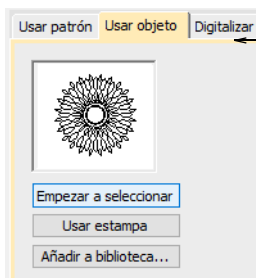 Usar patrón Usar objeto Digitalizar
Empezar a seleccionar
Usar estampa
Añadir a biblioteca...